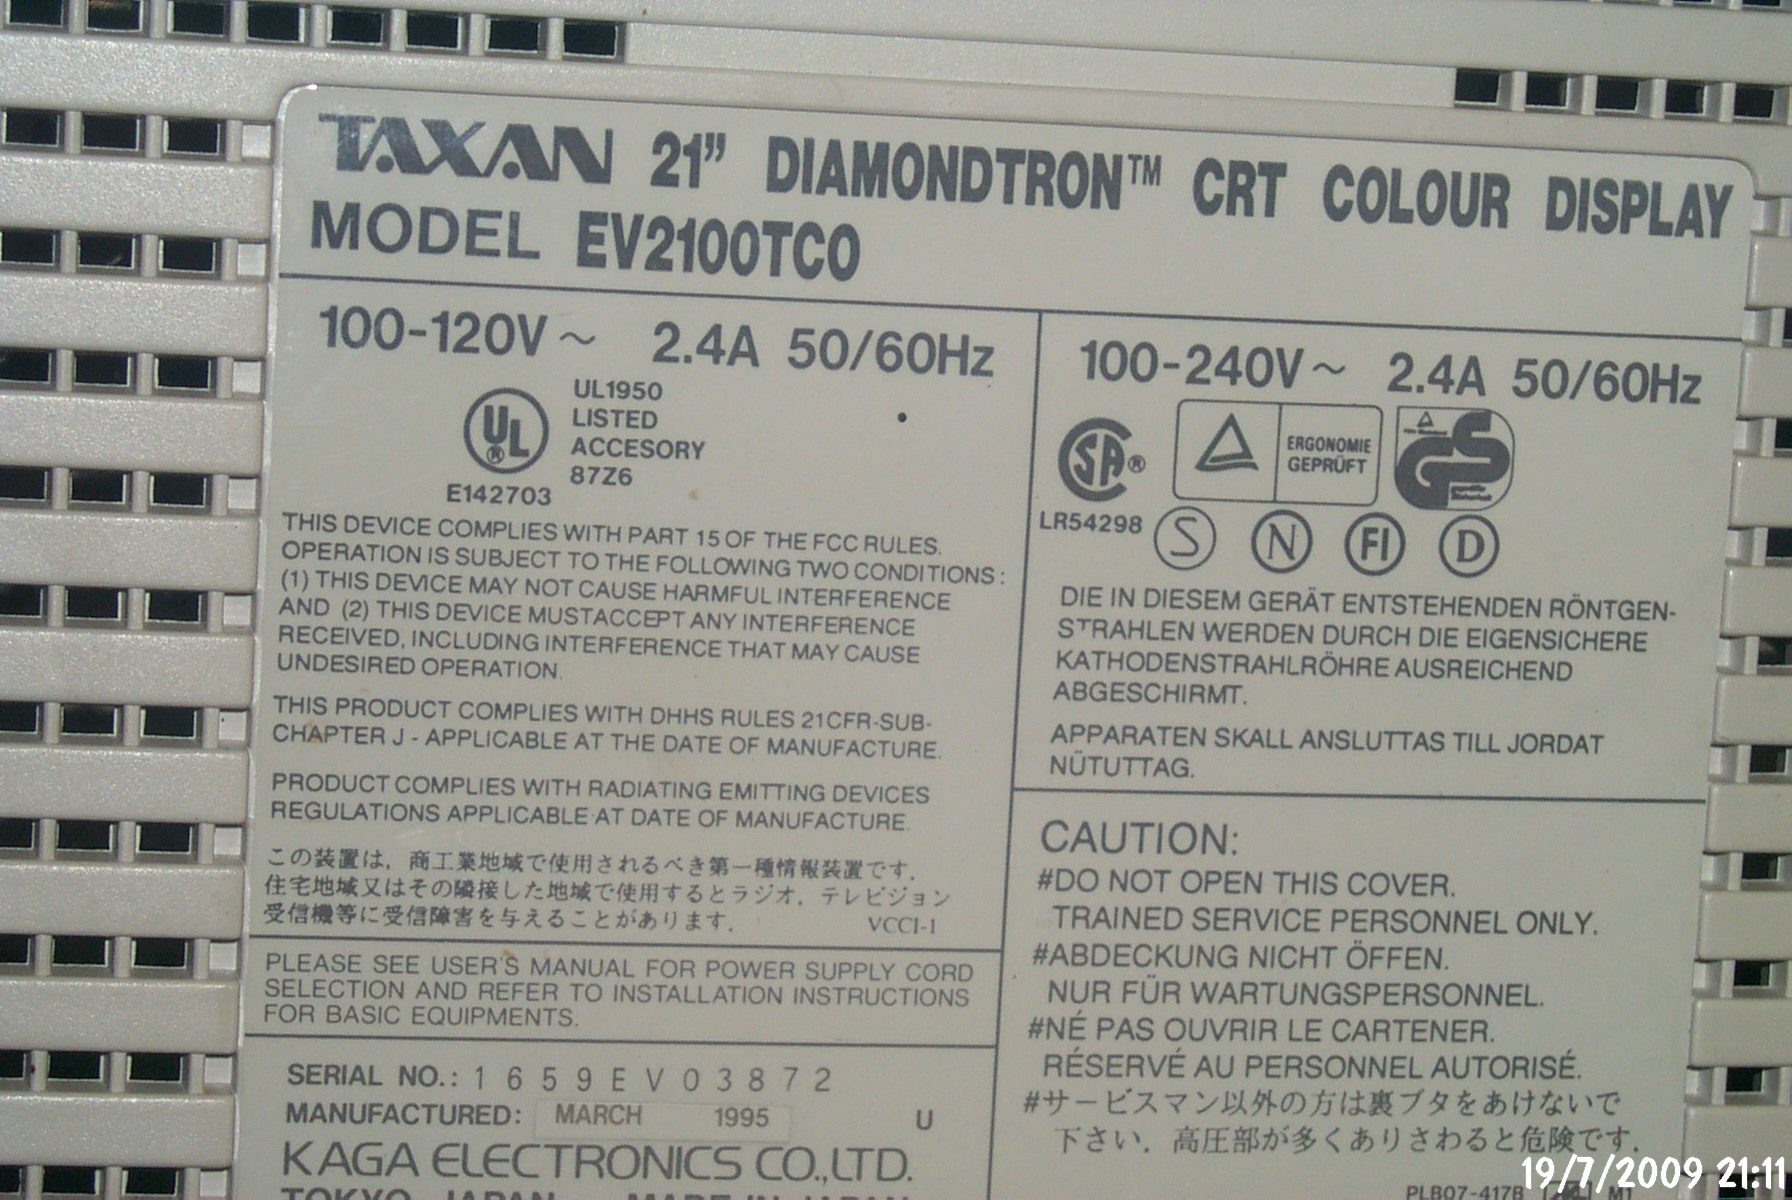 TAXAN 21” DIAMONDTRON™ CRT COLOUR DISPLAY
MODEL EV2100TCO
100-120V ~ 2.4A 50/60Hz
UL1950
LISTED
ACCESORY
87Z6
UL ®
E142703
THIS DEVICE COMPLIES WITH PART 15 OF THE FCC RULES.
OPERATION IS SUBJECT TO THE FOLLOWING TWO CONDITIONS :
(1) THIS DEVICE MAY NOT CAUSE HARMFUL INTERFERENCE
AND (2) THIS DEVICE MUSTACCEPT ANY INTERFERENCE
RECEIVED, INCLUDING INTERFERENCE THAT MAY CAUSE
UNDESIRED OPERATION.
THIS PRODUCT COMPLIES WITH DHHS RULES 21CFR-SUB-
CHAPTER J - APPLICABLE AT THE DATE OF MANUFACTURE.
PRODUCT COMPLIES WITH RADIATING EMITTING DEVICES
REGULATIONS APPLICABLE AT DATE OF MANUFACTURE.
この装置は，商工業地域で使用されるべき第一種情報装置です．
住宅地域又はその隣接した地域で使用するとラジオ，テレビジョン
受信機等に受信障害を与えることがあります．
VCCI-1
PLEASE SEE USER'S MANUAL FOR POWER SUPPLY CORD
SELECTION AND REFER TO INSTALLATION INSTRUCTIONS
FOR BASIC EQUIPMENTS.
SERIAL NO.: 1659EV03872
MANUFACTURED: MARCH 1995 U
KAGA ELECTRONICS CO.,LTD.
TOKYO JAPAN MADE IN JAPAN
100-240V ~ 2.4A 50/60Hz
SA ®
ERGONOMIE
GEPRÜFT
GS
geprüfte
Sicherheit
LR54298
S N FI D
DIE IN DIESEM GERÄT ENTSTEHENDEN RÖNTGEN-
STRAHLEN WERDEN DURCH DIE EIGENSICHERE
KATHODENSTRAHLRÖHRE AUSREICHEND
ABGESCHIRMT.
APPARATEN SKALL ANSLUTTAS TILL JORDAT
NÜTUTTAG.
CAUTION:
#DO NOT OPEN THIS COVER.
TRAINED SERVICE PERSONNEL ONLY.
#ABDECKUNG NICHT ÖFFEN.
NUR FÜR WARTUNGSPERSONNEL.
#NÉ PAS OUVRIR LE CARTENER.
RÉSERVÉ AU PERSONNEL AUTORISÉ.
#サービスマン以外の方は裏ブタをあけないで
下さい．高圧部が多くありさわると危険です．
PLB07-417B M1
19/7/2009 21:11